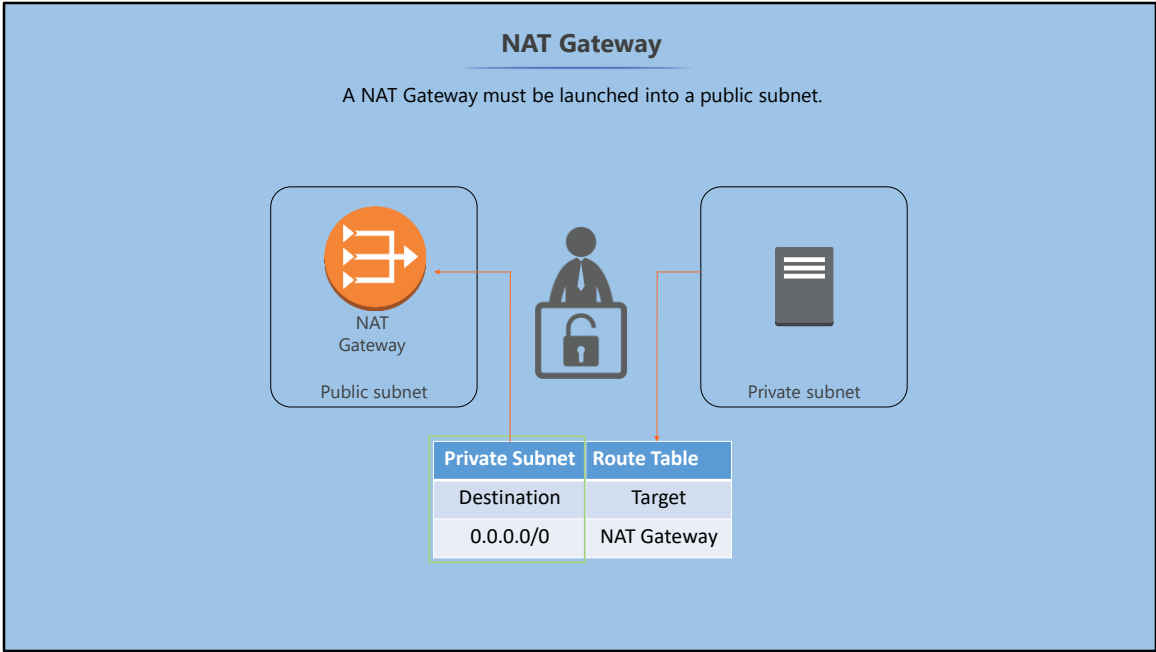 NAT Gateway
A NAT Gateway must be launched into a public subnet.
NAT
Gateway
Public subnet
Private subnet
Private Subnet Route Table
Destination Target
0.0.0.0/0 NAT Gateway